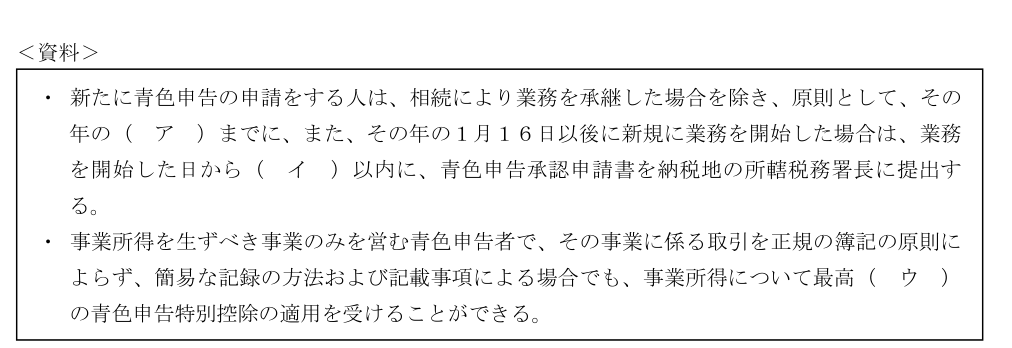 ＜資料＞
・ 新たに青色申告の申請をする人は、相続により業務を承継した場合を除き、原則として、その
年の（　ア　）までに、また、その年の１月１６日以後に新規に業務を開始した場合は、業務
を開始した日から（　イ　）以内に、青色申告承認申請書を納税地の所轄税務署長に提出す
る。
・ 事業所得を生ずべき事業のみを営む青色申告者で、その事業に係る取引を正規の簿記の原則に
よらず、簡易な記録の方法および記載事項による場合でも、事業所得について最高（　ウ　）
の青色申告特別控除の適用を受けることができる。